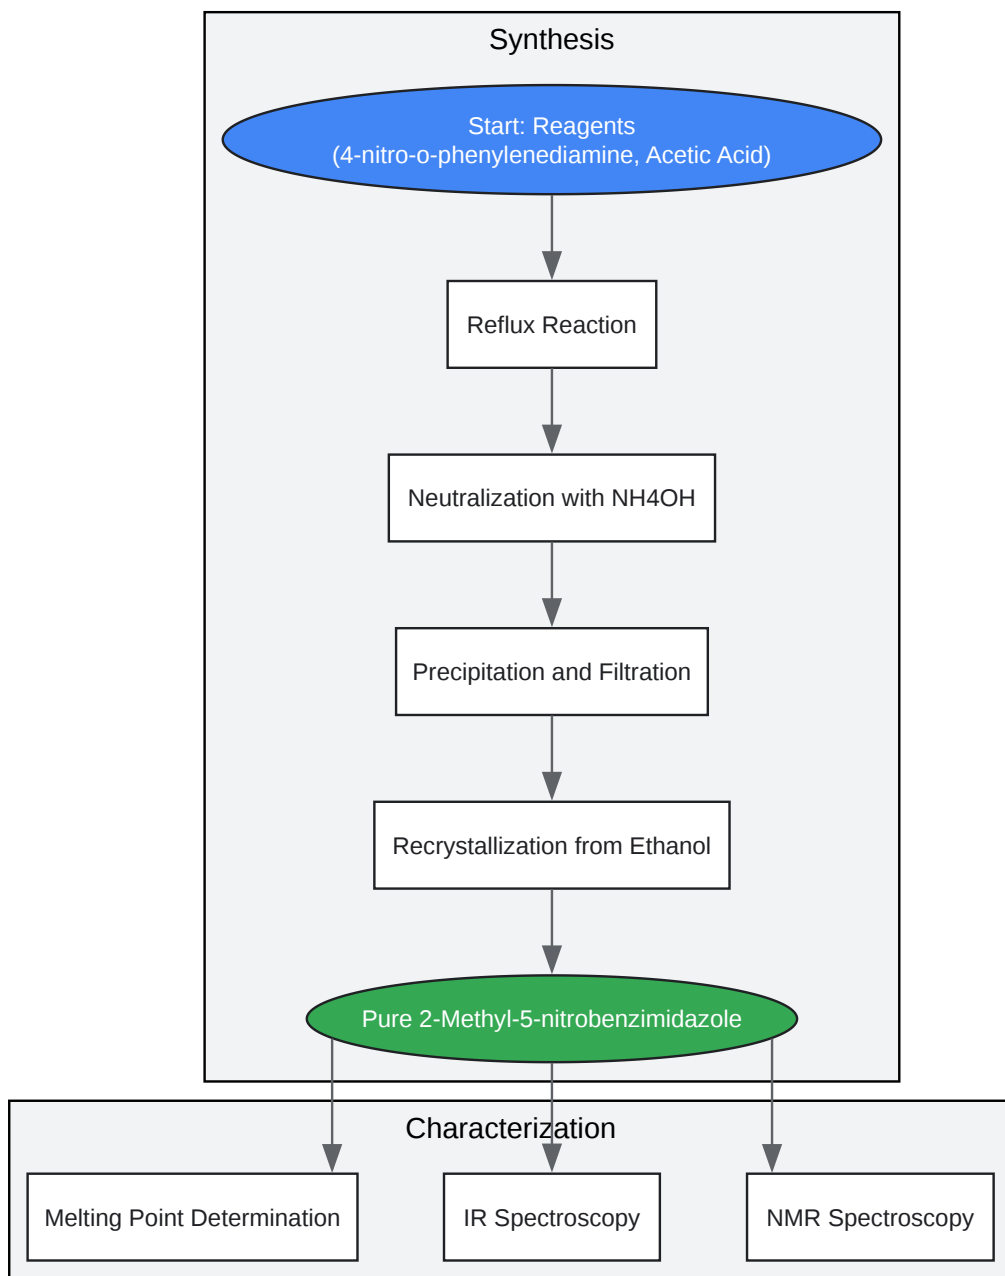 Synthesis
Start: Reagents
(4-nitro-o-phenylenediamine, Acetic Acid)
Reflux Reaction
Neutralization with NH4OH
Precipitation and Filtration
Recrystallization from Ethanol
Pure 2-Methyl-5-nitrobenzimidazole
Characterization
Melting Point Determination
IR Spectroscopy
NMR Spectroscopy